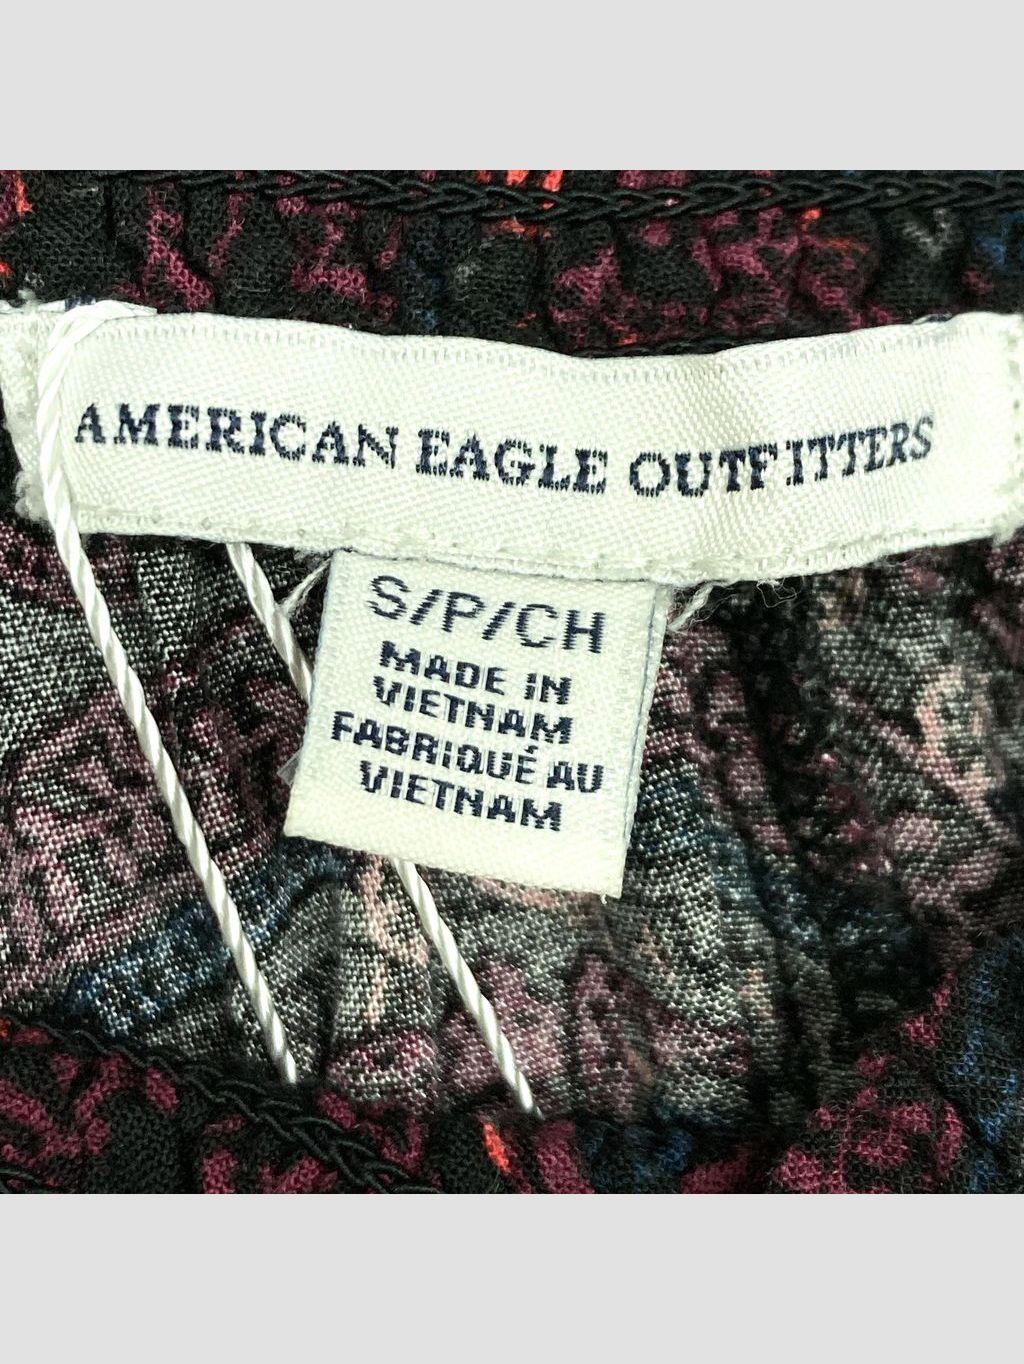 AMERICAN EAGLE OUTFITTERS
S/P/CH
MADE IN
VIETNAM
FABRIQUÉ AU
VIETNAM